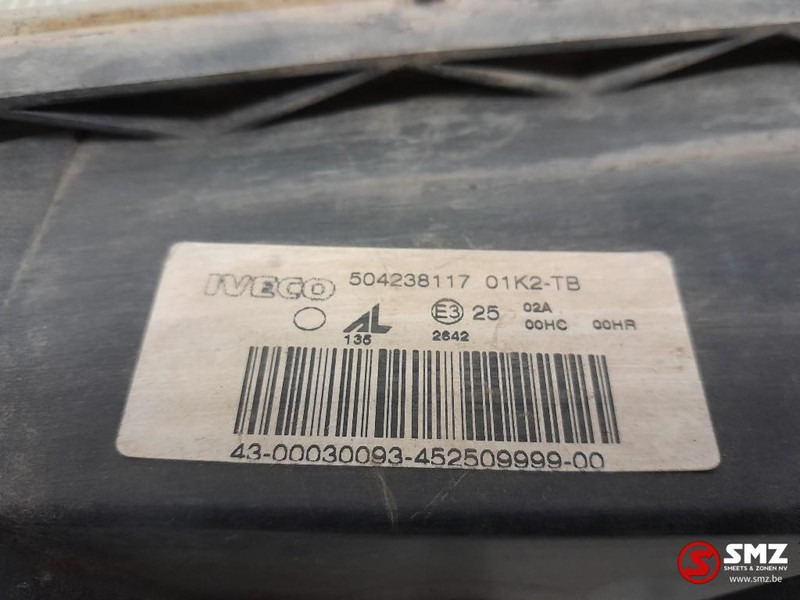 IVECO 504238117 01K2-TB
AL E3 25 02A
136 2642 00HC 00HR
43-00030093-452509999-00
SMZ
SMEETS & ZONEN NV
www.smz.be